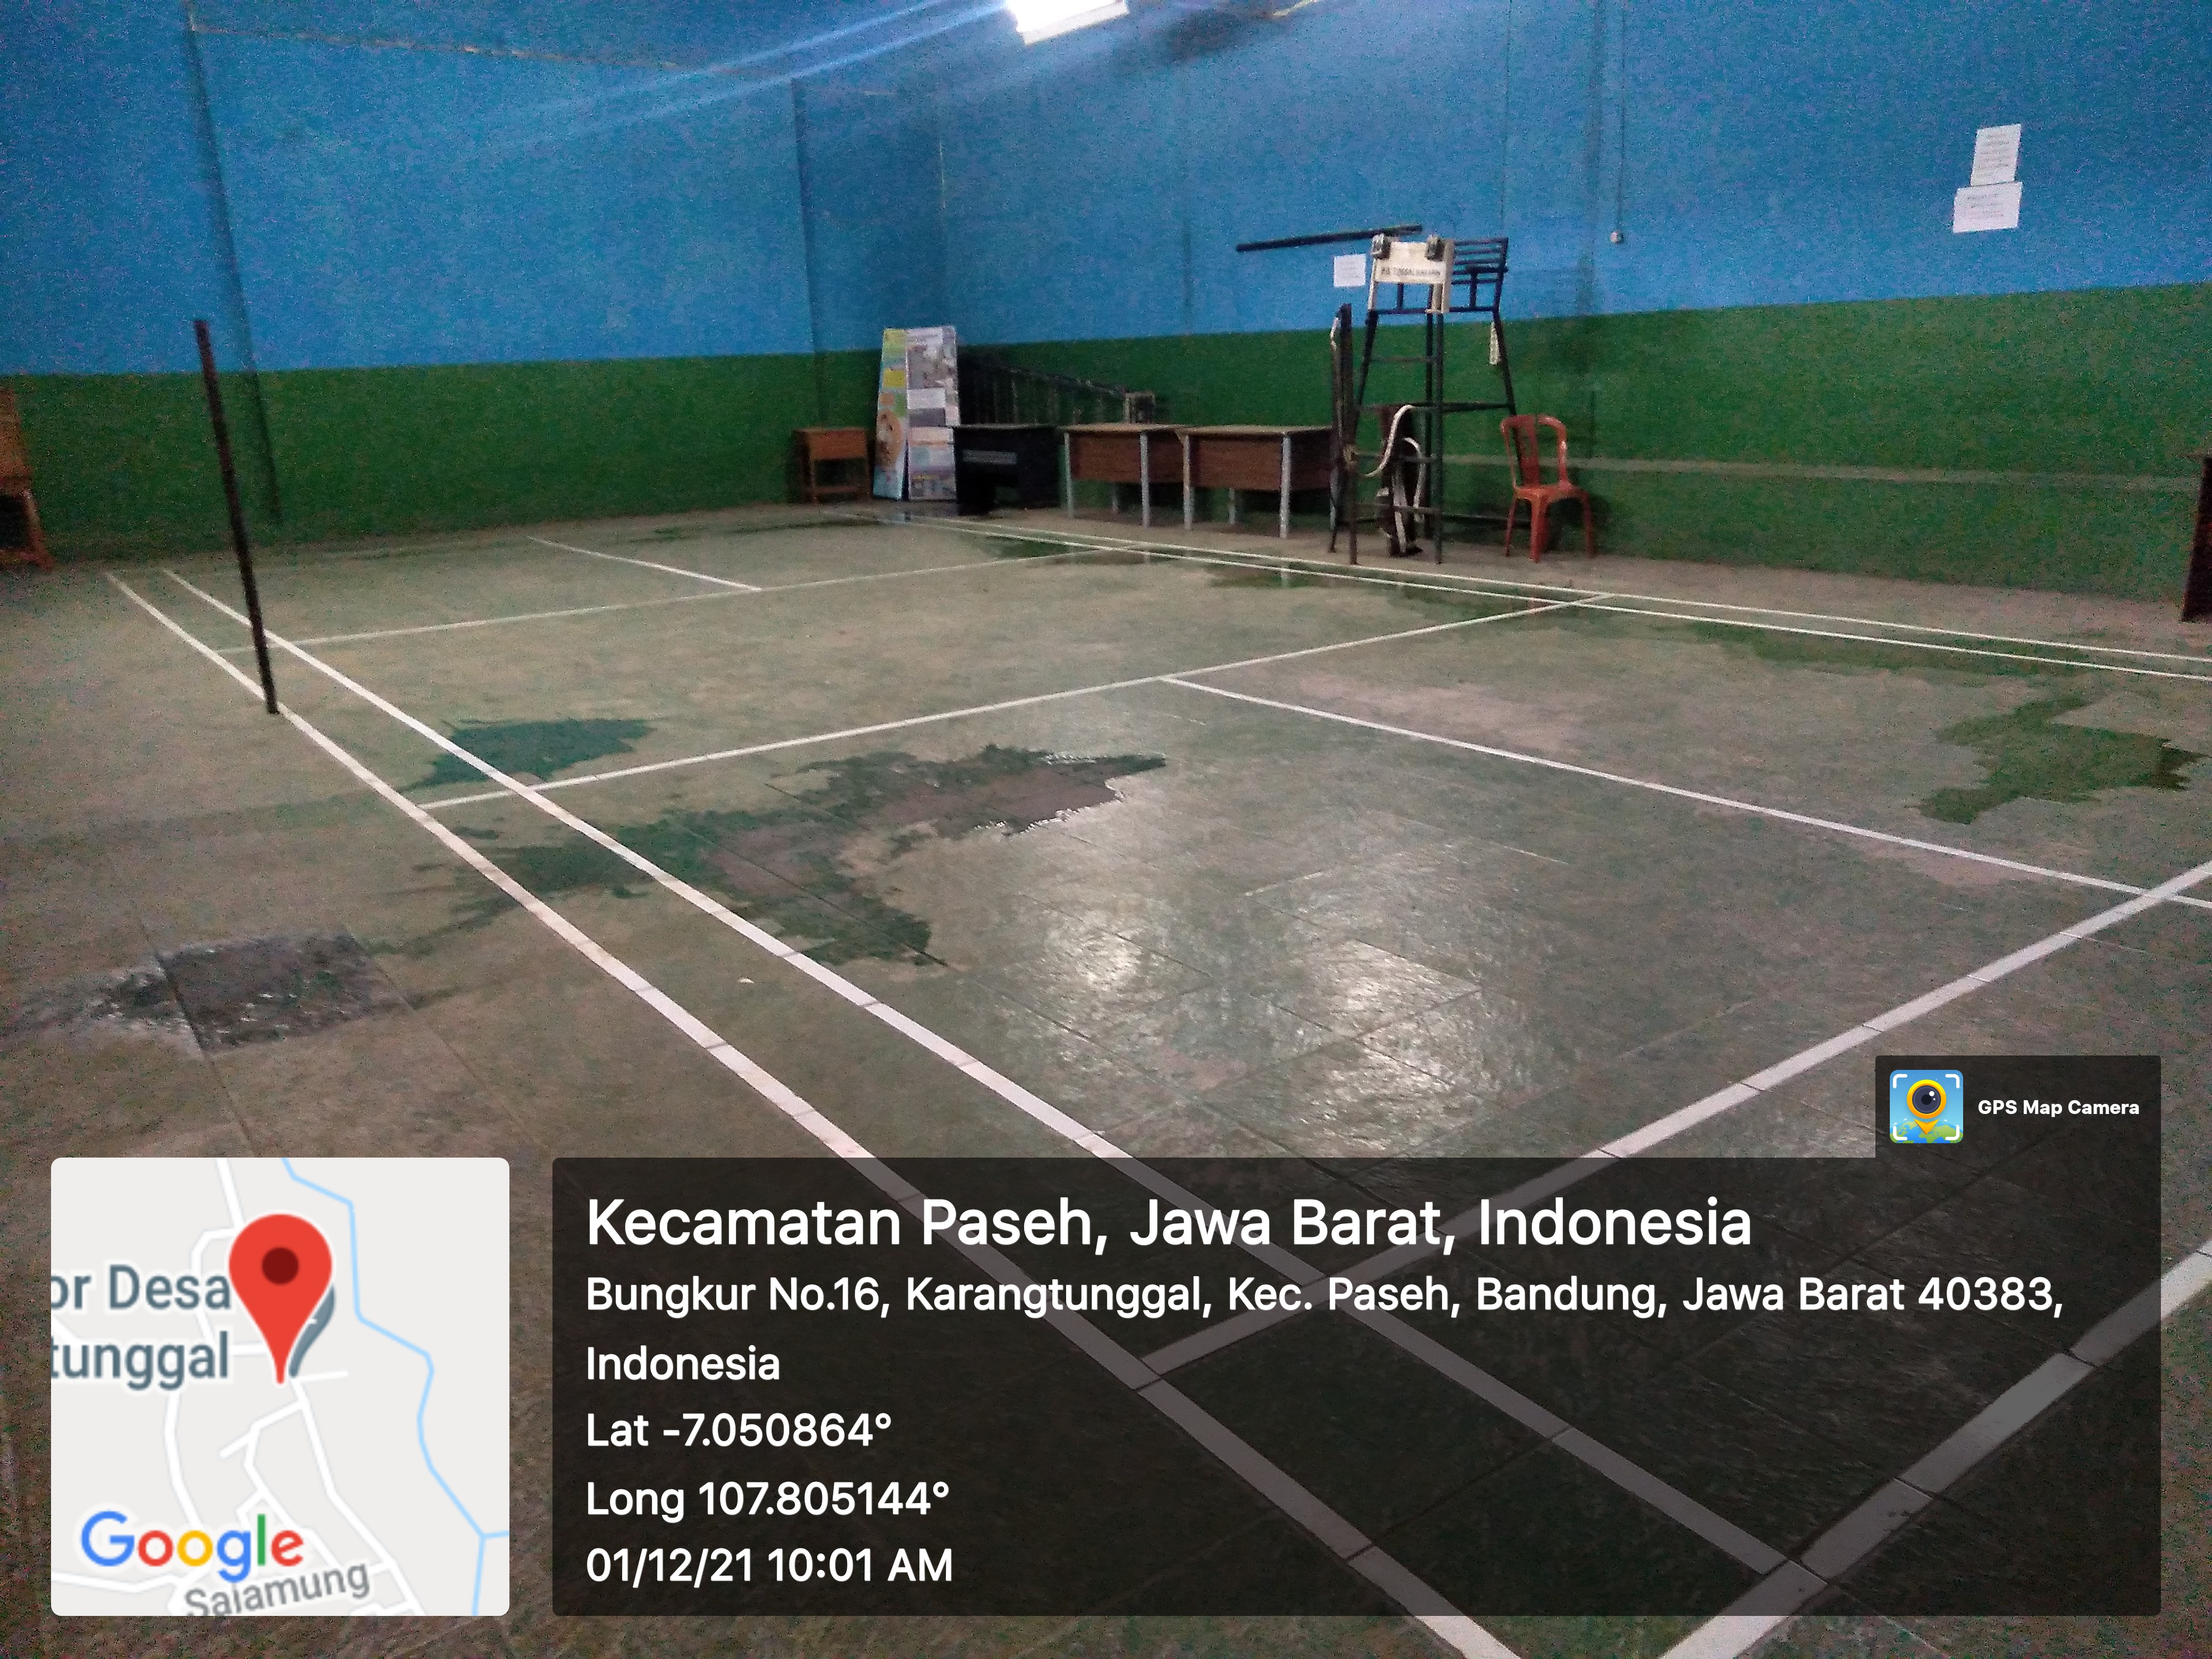 GPS Map Camera
or Desa
tunggal
Google
Salamung
Kecamatan Paseh, Jawa Barat, Indonesia
Bungkur No.16, Karangtunggal, Kec. Paseh, Bandung, Jawa Barat 40383,
Indonesia
Lat -7.050864°
Long 107.805144°
01/12/21 10:01 AM